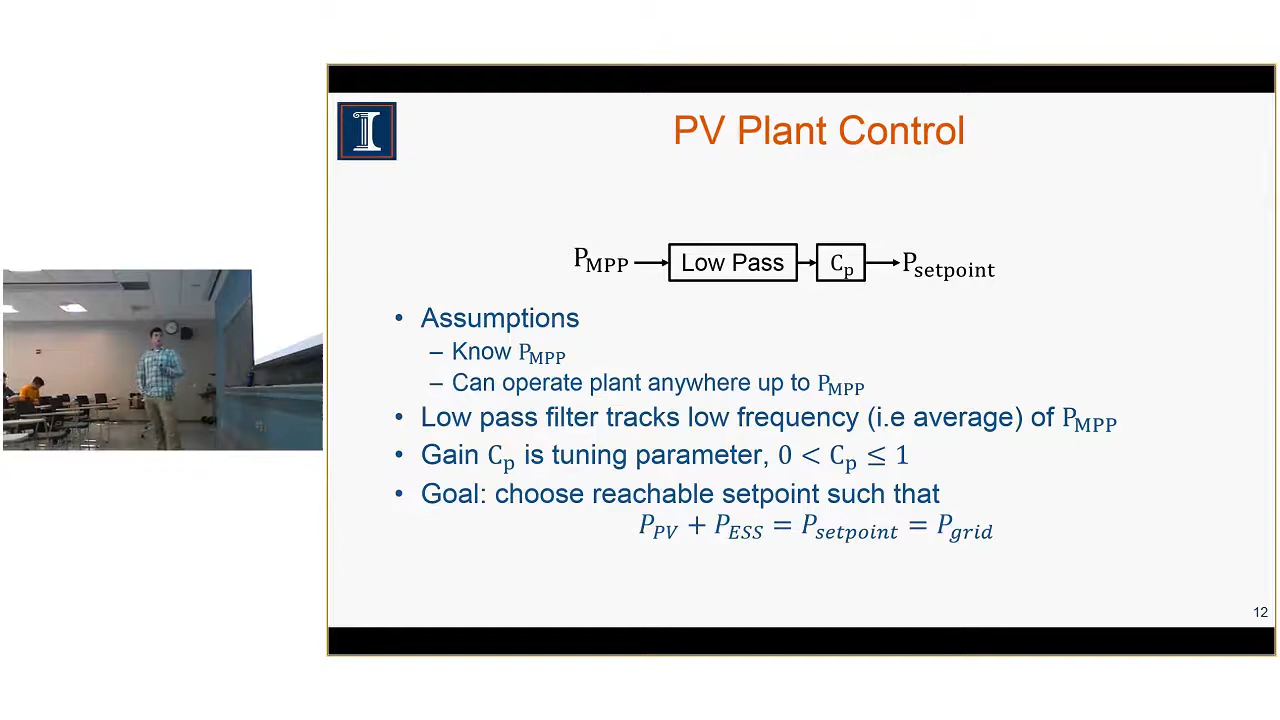 PV Plant Control
P_MPP Low Pass C_p P_setpoint
• Assumptions
– Know P_MPP
– Can operate plant anywhere up to P_MPP
• Low pass filter tracks low frequency (i.e average) of P_MPP
• Gain C_p is tuning parameter, 0 < C_p ≤ 1
• Goal: choose reachable setpoint such that
P_PV + P_ESS = P_setpoint = P_grid
12